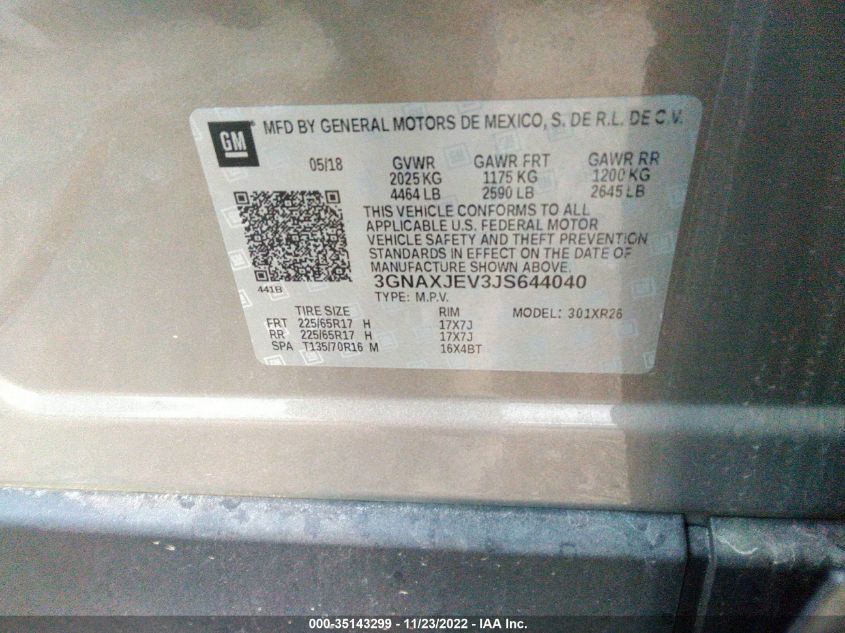 GM
MFD BY GENERAL MOTORS DE MEXICO, S. DE R.L. DE C.V.
05/18 GVWR GAWR FRT GAWR RR
2025 KG 1175 KG 1200 KG
4464 LB 2590 LB 2645 LB
THIS VEHICLE CONFORMS TO ALL
APPLICABLE U.S. FEDERAL MOTOR
VEHICLE SAFETY AND THEFT PREVENTION
STANDARDS IN EFFECT ON THE DATE OF
MANUFACTURE SHOWN ABOVE.
441B 3GNAXJEV3JS644040
TYPE: M.P.V.
TIRE SIZE RIM MODEL: 301XR26
FRT 225/65R17 H 17X7J
RR 225/65R17 H 17X7J
SPA T135/70R16 M 16X4BT
000-35143299 - 11/23/2022 - IAA Inc.